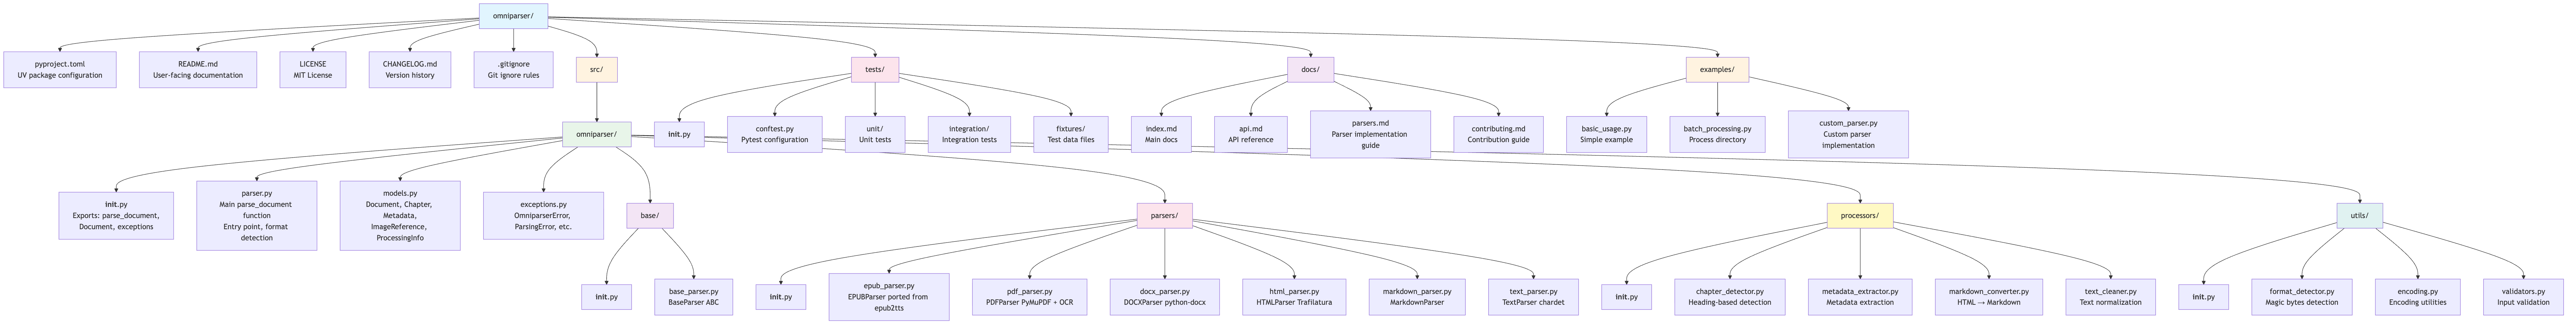 omniparser/
pyproject.toml
UV package configuration
README.md
User-facing documentation
LICENSE
MIT License
CHANGELOG.md
Version history
.gitignore
Git ignore rules
src/
tests/
docs/
examples/
omniparser/
init.py
conftest.py
Pytest configuration
unit/
Unit tests
integration/
Integration tests
fixtures/
Test data files
index.md
Main docs
api.md
API reference
parsers.md
Parser implementation
guide
contributing.md
Contribution guide
basic_usage.py
Simple example
batch_processing.py
Process directory
custom_parser.py
Custom parser
implementation
init.py
Exports: parse_document,
Document, exceptions
parser.py
Main parse_document
function
Entry point, format
detection
models.py
Document, Chapter,
Metadata,
ImageReference,
ProcessingInfo
exceptions.py
OmniparserError,
ParsingError, etc.
base/
parsers/
processors/
utils/
init.py
base_parser.py
BaseParser ABC
init.py
epub_parser.py
EPUBParser ported from
epub2tts
pdf_parser.py
PDFParser PyMuPDF + OCR
docx_parser.py
DOCXParser python-docx
html_parser.py
HTMLParser Trafilatura
markdown_parser.py
MarkdownParser
text_parser.py
TextParser chardet
init.py
chapter_detector.py
Heading-based detection
metadata_extractor.py
Metadata extraction
markdown_converter.py
HTML → Markdown
text_cleaner.py
Text normalization
init.py
format_detector.py
Magic bytes detection
encoding.py
Encoding utilities
validators.py
Input validation